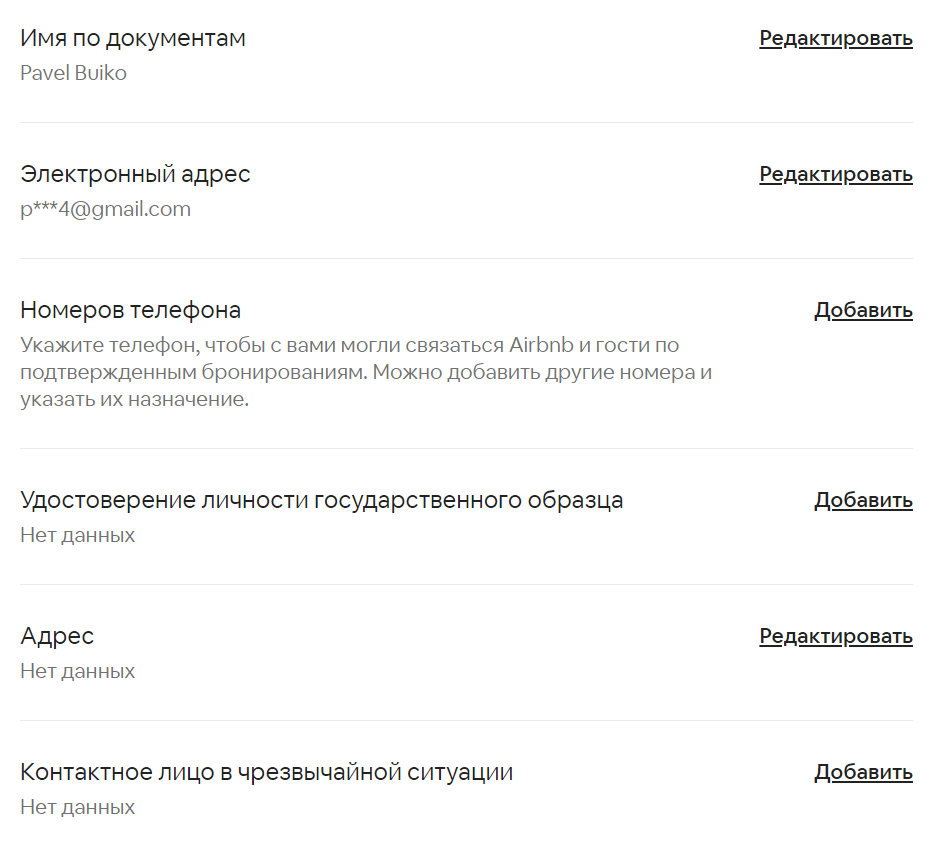 Имя по документам
Редактировать
Pavel Buiko
Электронный адрес
Редактировать
p***4@gmail.com
Номеров телефона
Добавить
Укажите телефон, чтобы с вами могли связаться Airbnb и гости по
подтвержденным бронированиям. Можно добавить другие номера и
указать их назначение.
Удостоверение личности государственного образца
Добавить
Нет данных
Адрес
Редактировать
Нет данных
Контактное лицо в чрезвычайной ситуации
Добавить
Нет данных